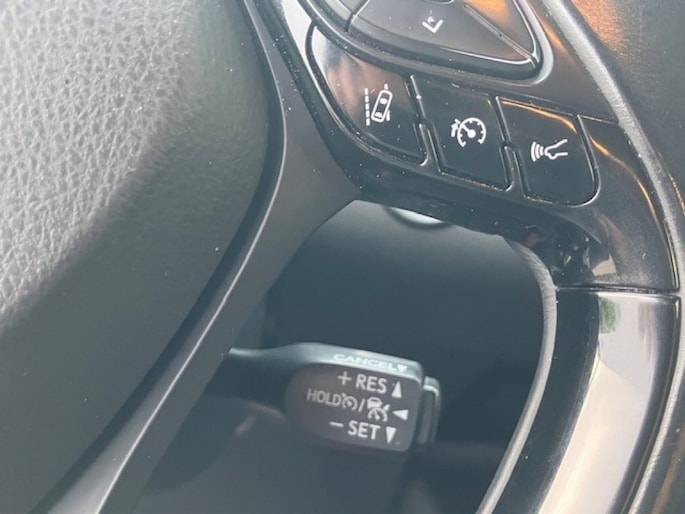 CANCEL
+ RES
HOLD /
− SET